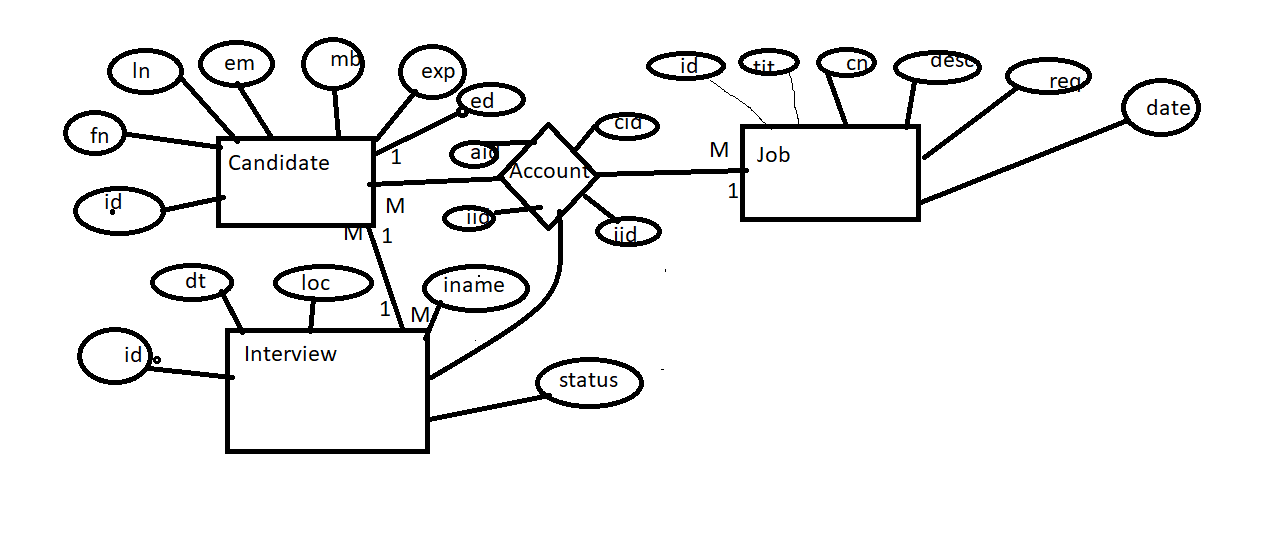 ln
em
mb
exp
ed
fn
id
Candidate
1
M
M
1
aid
cid
Account
iid
jid
M
1
id
tit
cn
desc
req
date
Job
dt
loc
iname
1
M
id
Interview
status